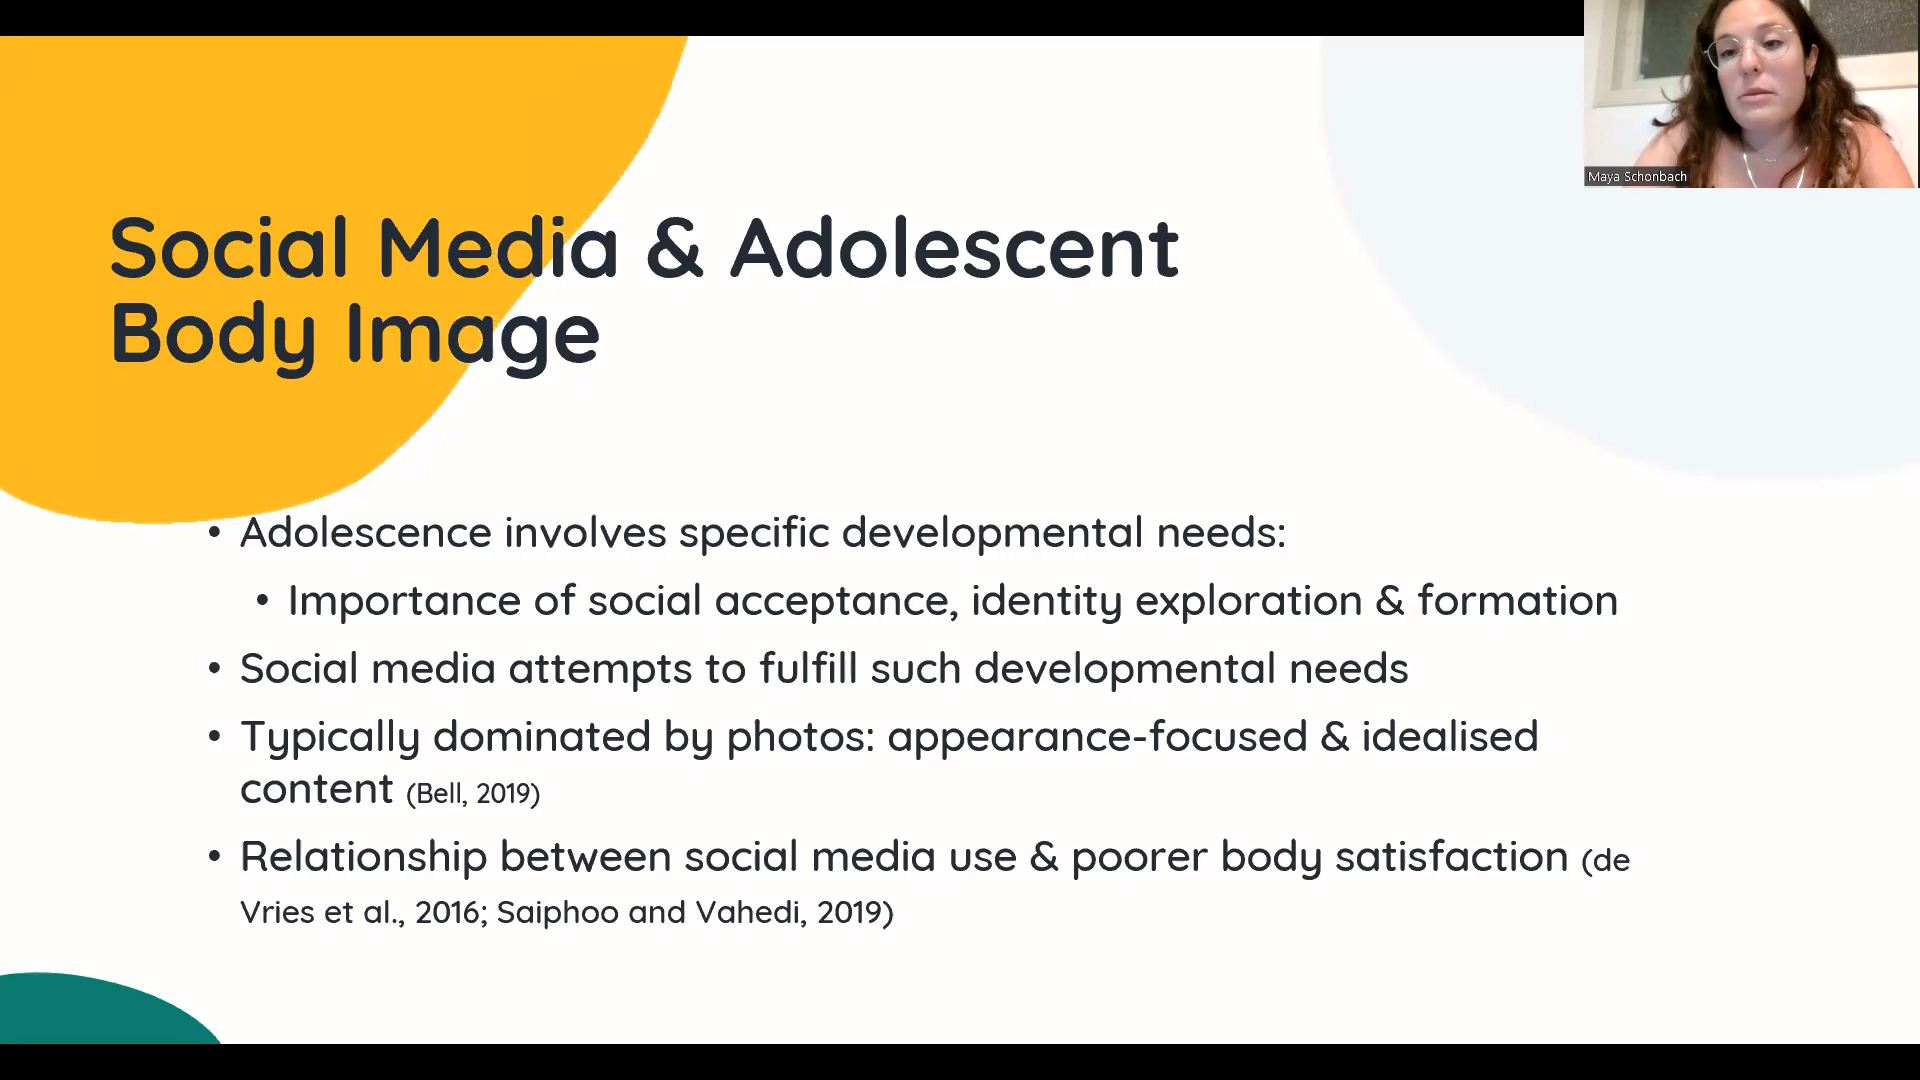 Maya Schonbach
Social Media & Adolescent
Body Image
• Adolescence involves specific developmental needs:
• Importance of social acceptance, identity exploration & formation
• Social media attempts to fulfill such developmental needs
• Typically dominated by photos: appearance-focused & idealised
content (Bell, 2019)
• Relationship between social media use & poorer body satisfaction (de
Vries et al., 2016; Saiphoo and Vahedi, 2019)